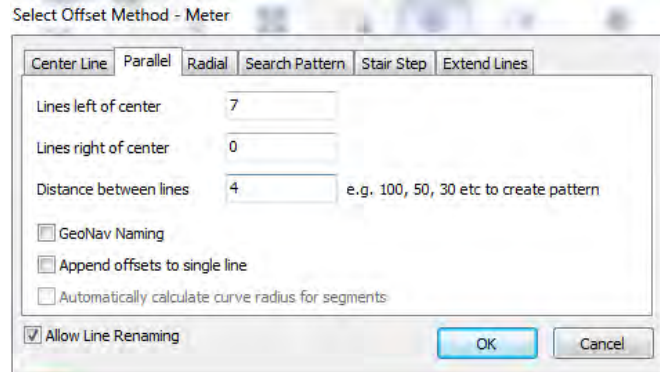 Select Offset Method - Meter
Center Line Parallel Radial Search Pattern Stair Step Extend Lines
Lines left of center 7
Lines right of center 0
Distance between lines 4 e.g. 100, 50, 30 etc to create pattern
GeoNav Naming
Append offsets to single line
Automatically calculate curve radius for segments
Allow Line Renaming OK Cancel